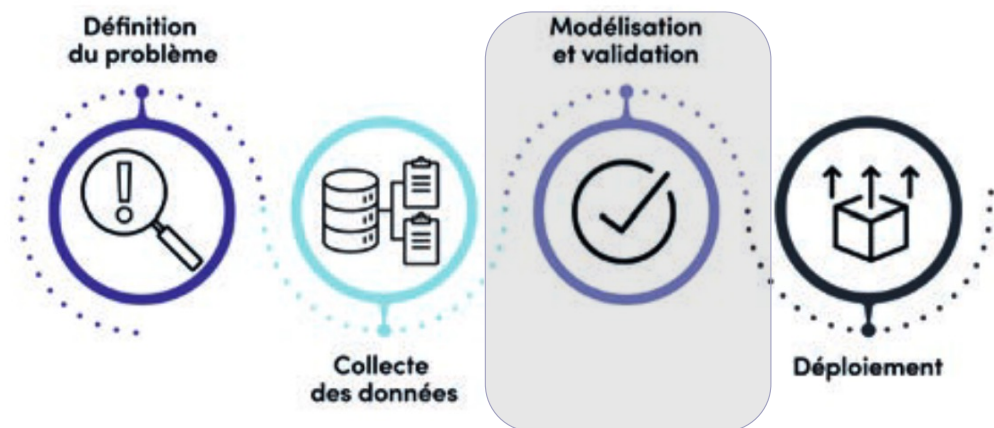 Définition
du problème
Collecte
des données
Modélisation
et validation
Déploiement